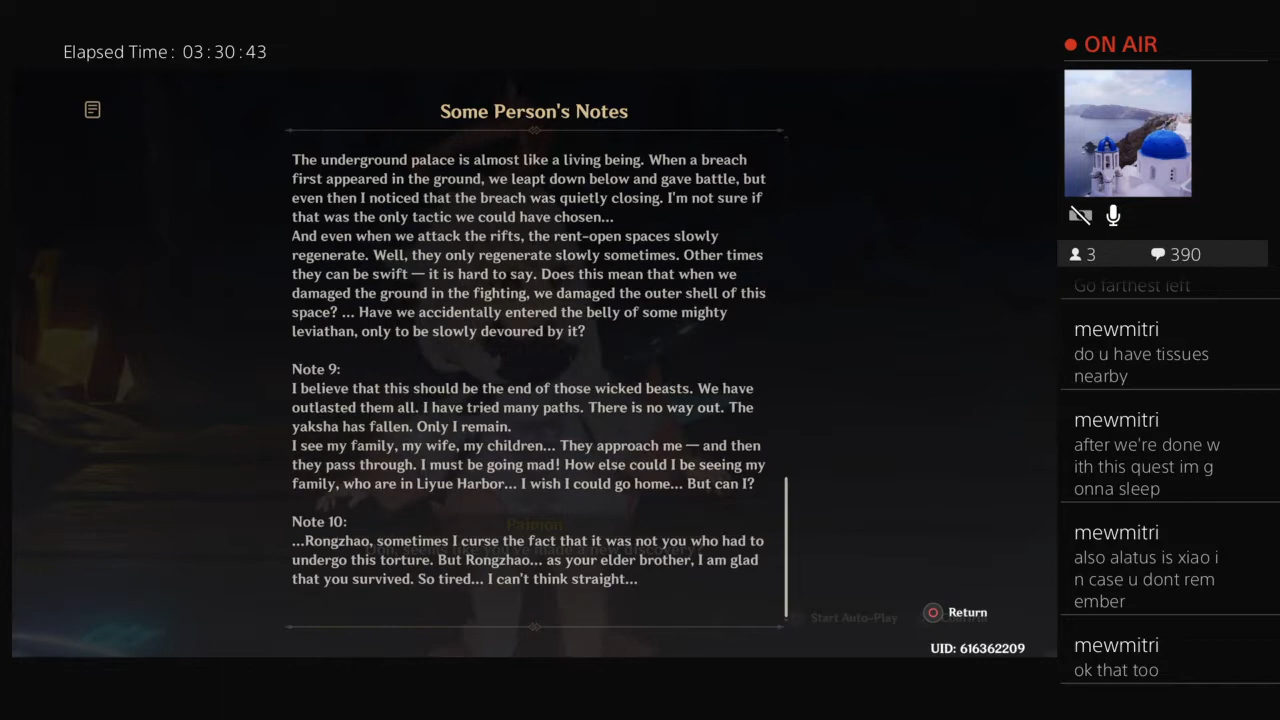 Elapsed Time: 03:30:43
ON AIR
Some Person's Notes
The underground palace is almost like a living being. When a breach
first appeared in the ground, we leapt down below and gave battle, but
even then I noticed that the breach was quietly closing. I'm not sure if
that was the only tactic we could have chosen...
And even when we attack the rifts, the rent-open spaces slowly
regenerate. Well, they only regenerate slowly sometimes. Other times
they can be swift — it is hard to say. Does this mean that when we
damaged the ground in the fighting, we damaged the outer shell of this
space? ... Have we accidentally entered the belly of some mighty
leviathan, only to be slowly devoured by it?
Note 9:
I believe that this should be the end of those wicked beasts. We have
outlasted them all. I have tried many paths. There is no way out. The
yaksha has fallen. Only I remain.
I see my family, my wife, my children... They approach me — and then
they pass through. I must be going mad! How else could I be seeing my
family, who are in Liyue Harbor... I wish I could go home... But can I?
Note 10:
Paimon
...Rongzhao, sometimes I curse the fact that it was not you who had to
undergo this torture. But Rongzhao... as your elder brother, I am glad
that you survived. So tired... I can't think straight...
Start Auto-Play
Return
UID: 616362209
3
390
Go farthest left
mewmitri
do u have tissues
nearby
mewmitri
after we're done w
ith this quest im g
onna sleep
mewmitri
also alatus is xiao i
n case u dont rem
ember
mewmitri
ok that too